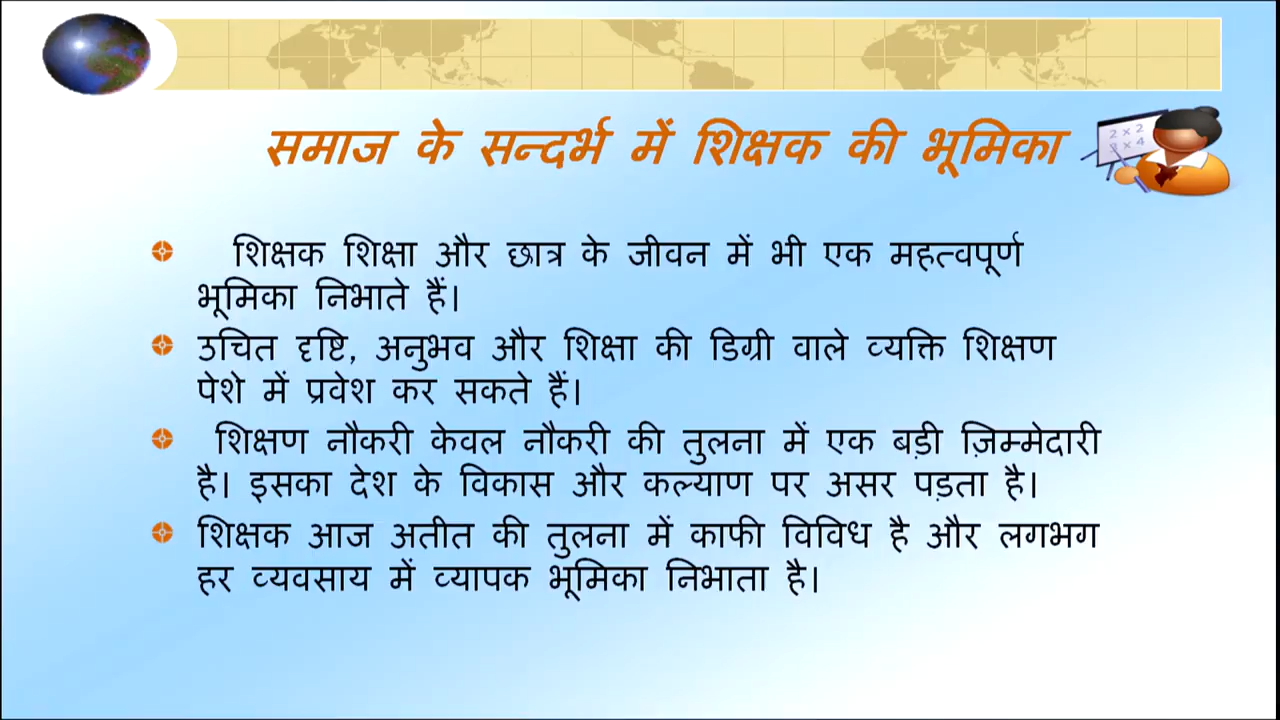 समाज के सन्दर्भ में शिक्षक की भूमिका
2 x 2
3 x 4
शिक्षक शिक्षा और छात्र के जीवन में भी एक महत्वपूर्ण
भूमिका निभाते हैं।
उचित दृष्टि, अनुभव और शिक्षा की डिग्री वाले व्यक्ति शिक्षण
पेशे में प्रवेश कर सकते हैं।
शिक्षण नौकरी केवल नौकरी की तुलना में एक बड़ी ज़िम्मेदारी
है। इसका देश के विकास और कल्याण पर असर पड़ता है।
शिक्षक आज अतीत की तुलना में काफी विविध है और लगभग
हर व्यवसाय में व्यापक भूमिका निभाता है।